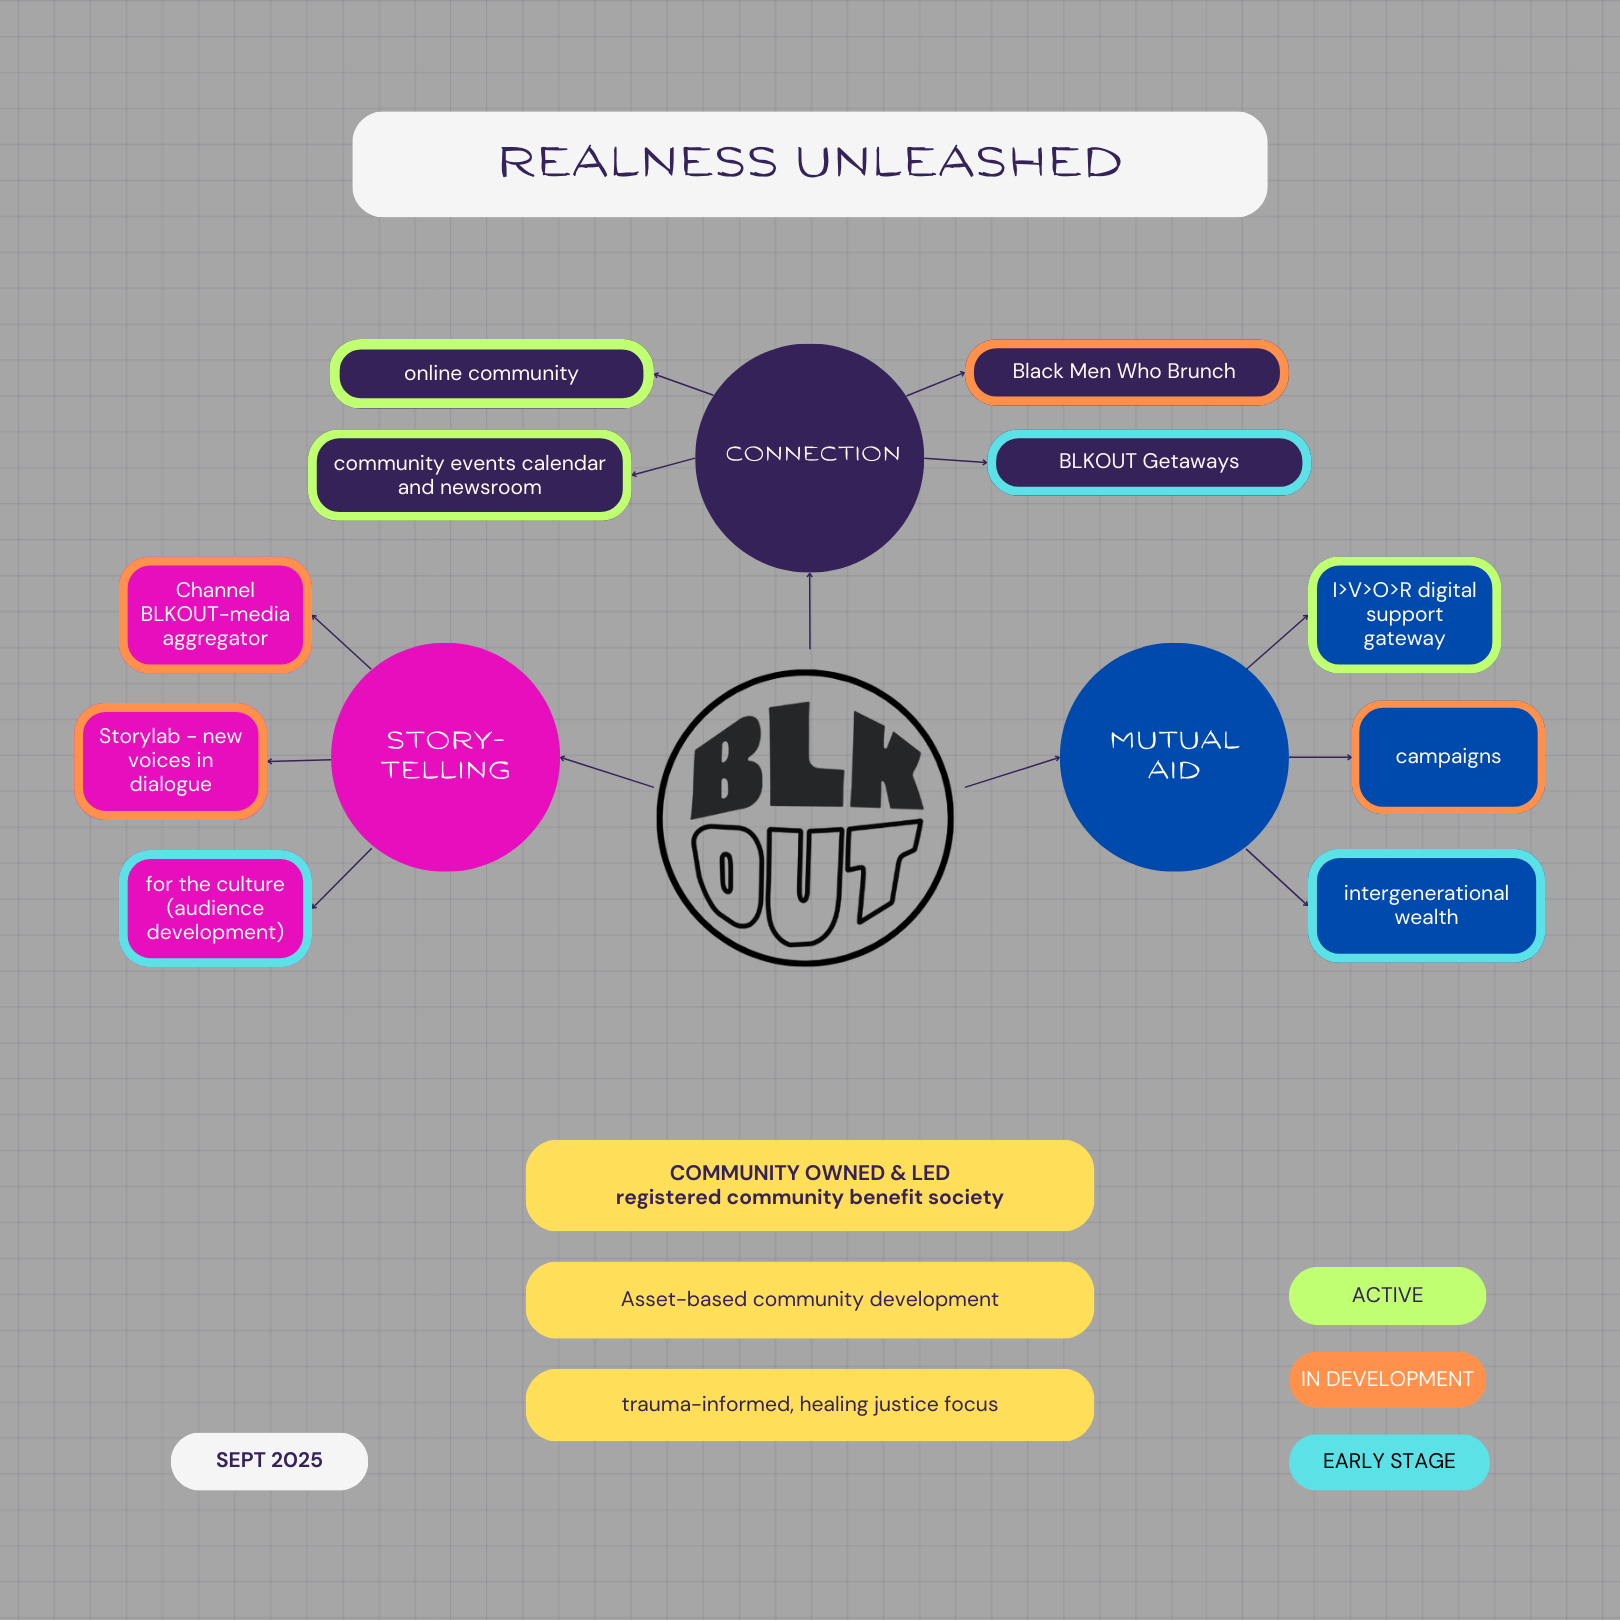 REALNESS UNLEASHED
online community
Black Men Who Brunch
community events calendar
and newsroom
CONNECTION
BLKOUT Getaways
Channel
BLKOUT-media
aggregator
I>V>O>R digital
support
gateway
Storylab - new
voices in
dialogue
STORY-
TELLING
MUTUAL
AID
campaigns
BLK
OUT
for the culture
(audience
development)
intergenerational
wealth
COMMUNITY OWNED & LED
registered community benefit society
Asset-based community development
trauma-informed, healing justice focus
ACTIVE
IN DEVELOPMENT
EARLY STAGE
SEPT 2025